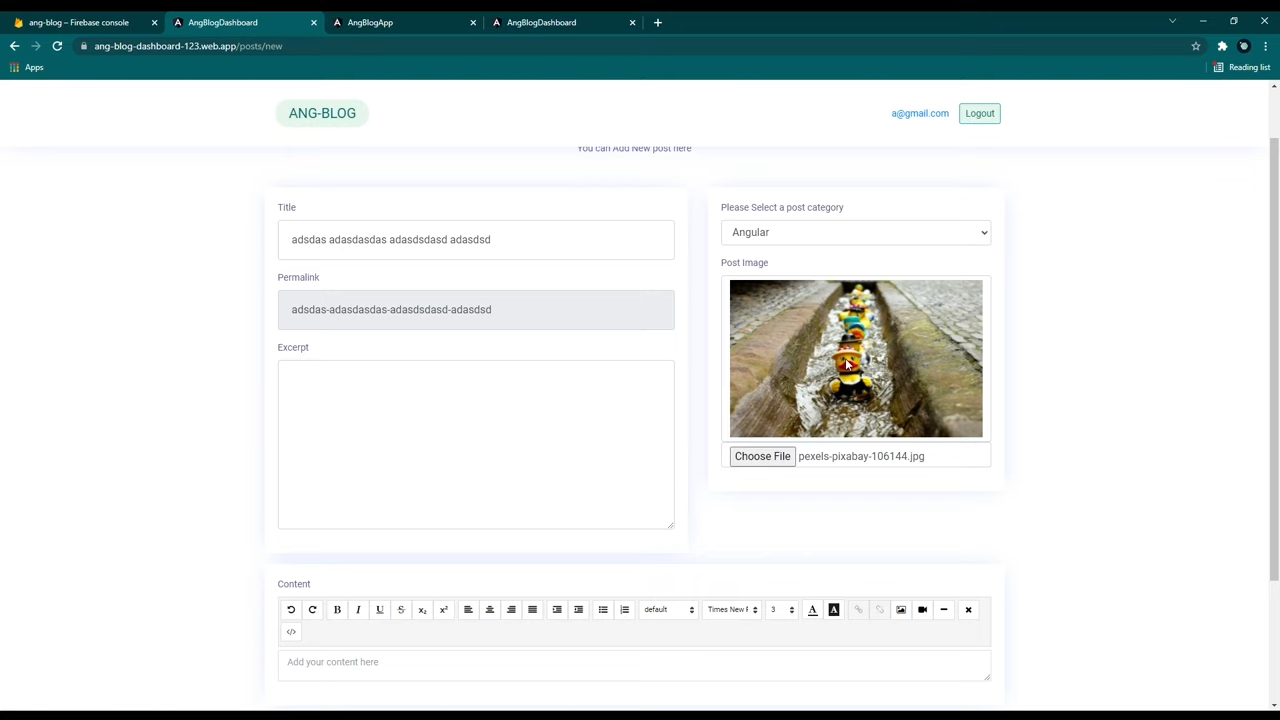 ang-blog – Firebase console
AngBlogDashboard
AngBlogApp
AngBlogDashboard
ang-blog-dashboard-123.web.app/posts/new
Apps
Reading list
ANG-BLOG
a@gmail.com
Logout
You can Add New post here
Title
adsdas adasdasdas adasdsdasd adasdsd
Permalink
adsdas-adasdasdas-adasdsdasd-adasdsd
Excerpt
Please Select a post category
Angular
Post Image
Choose File pexels-pixabay-106144.jpg
Content
B I U S x₂ x² default Times New F 3 A A
</>
Add your content here